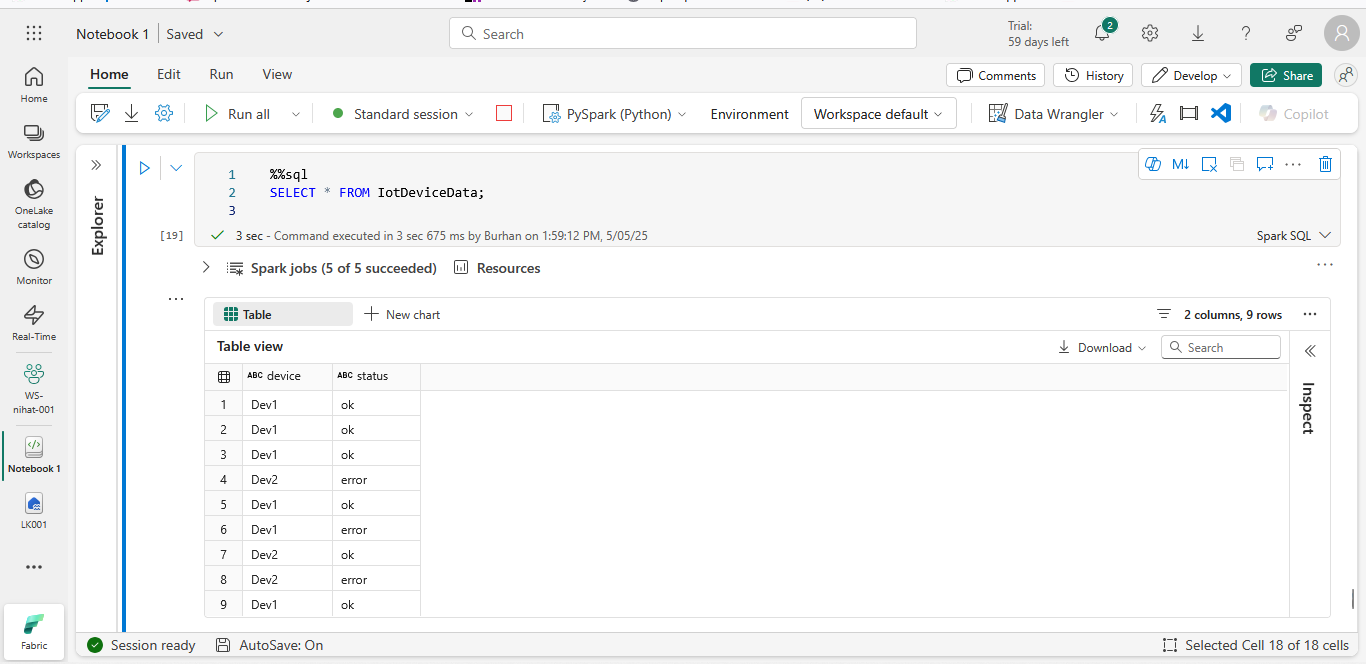 Notebook 1 Saved
Search
Trial:
59 days left
2
Home Edit Run View
Comments History Develop Share
Run all Standard session PySpark (Python) Environment Workspace default Data Wrangler Copilot
Home
Workspaces
OneLake
catalog
Monitor
Real-Time
WS-
nihat-001
Notebook 1
LK001
Fabric
Explorer
1 %%sql
2 SELECT * FROM IotDeviceData;
3
M↓
[19] 3 sec - Command executed in 3 sec 675 ms by Burhan on 1:59:12 PM, 5/05/25 Spark SQL
Spark jobs (5 of 5 succeeded) Resources
Table New chart 2 columns, 9 rows
Table view Download Search
Inspect
ABC device ABC status
1 Dev1 ok
2 Dev1 ok
3 Dev1 ok
4 Dev2 error
5 Dev1 ok
6 Dev1 error
7 Dev2 ok
8 Dev2 error
9 Dev1 ok
Session ready AutoSave: On Selected Cell 18 of 18 cells